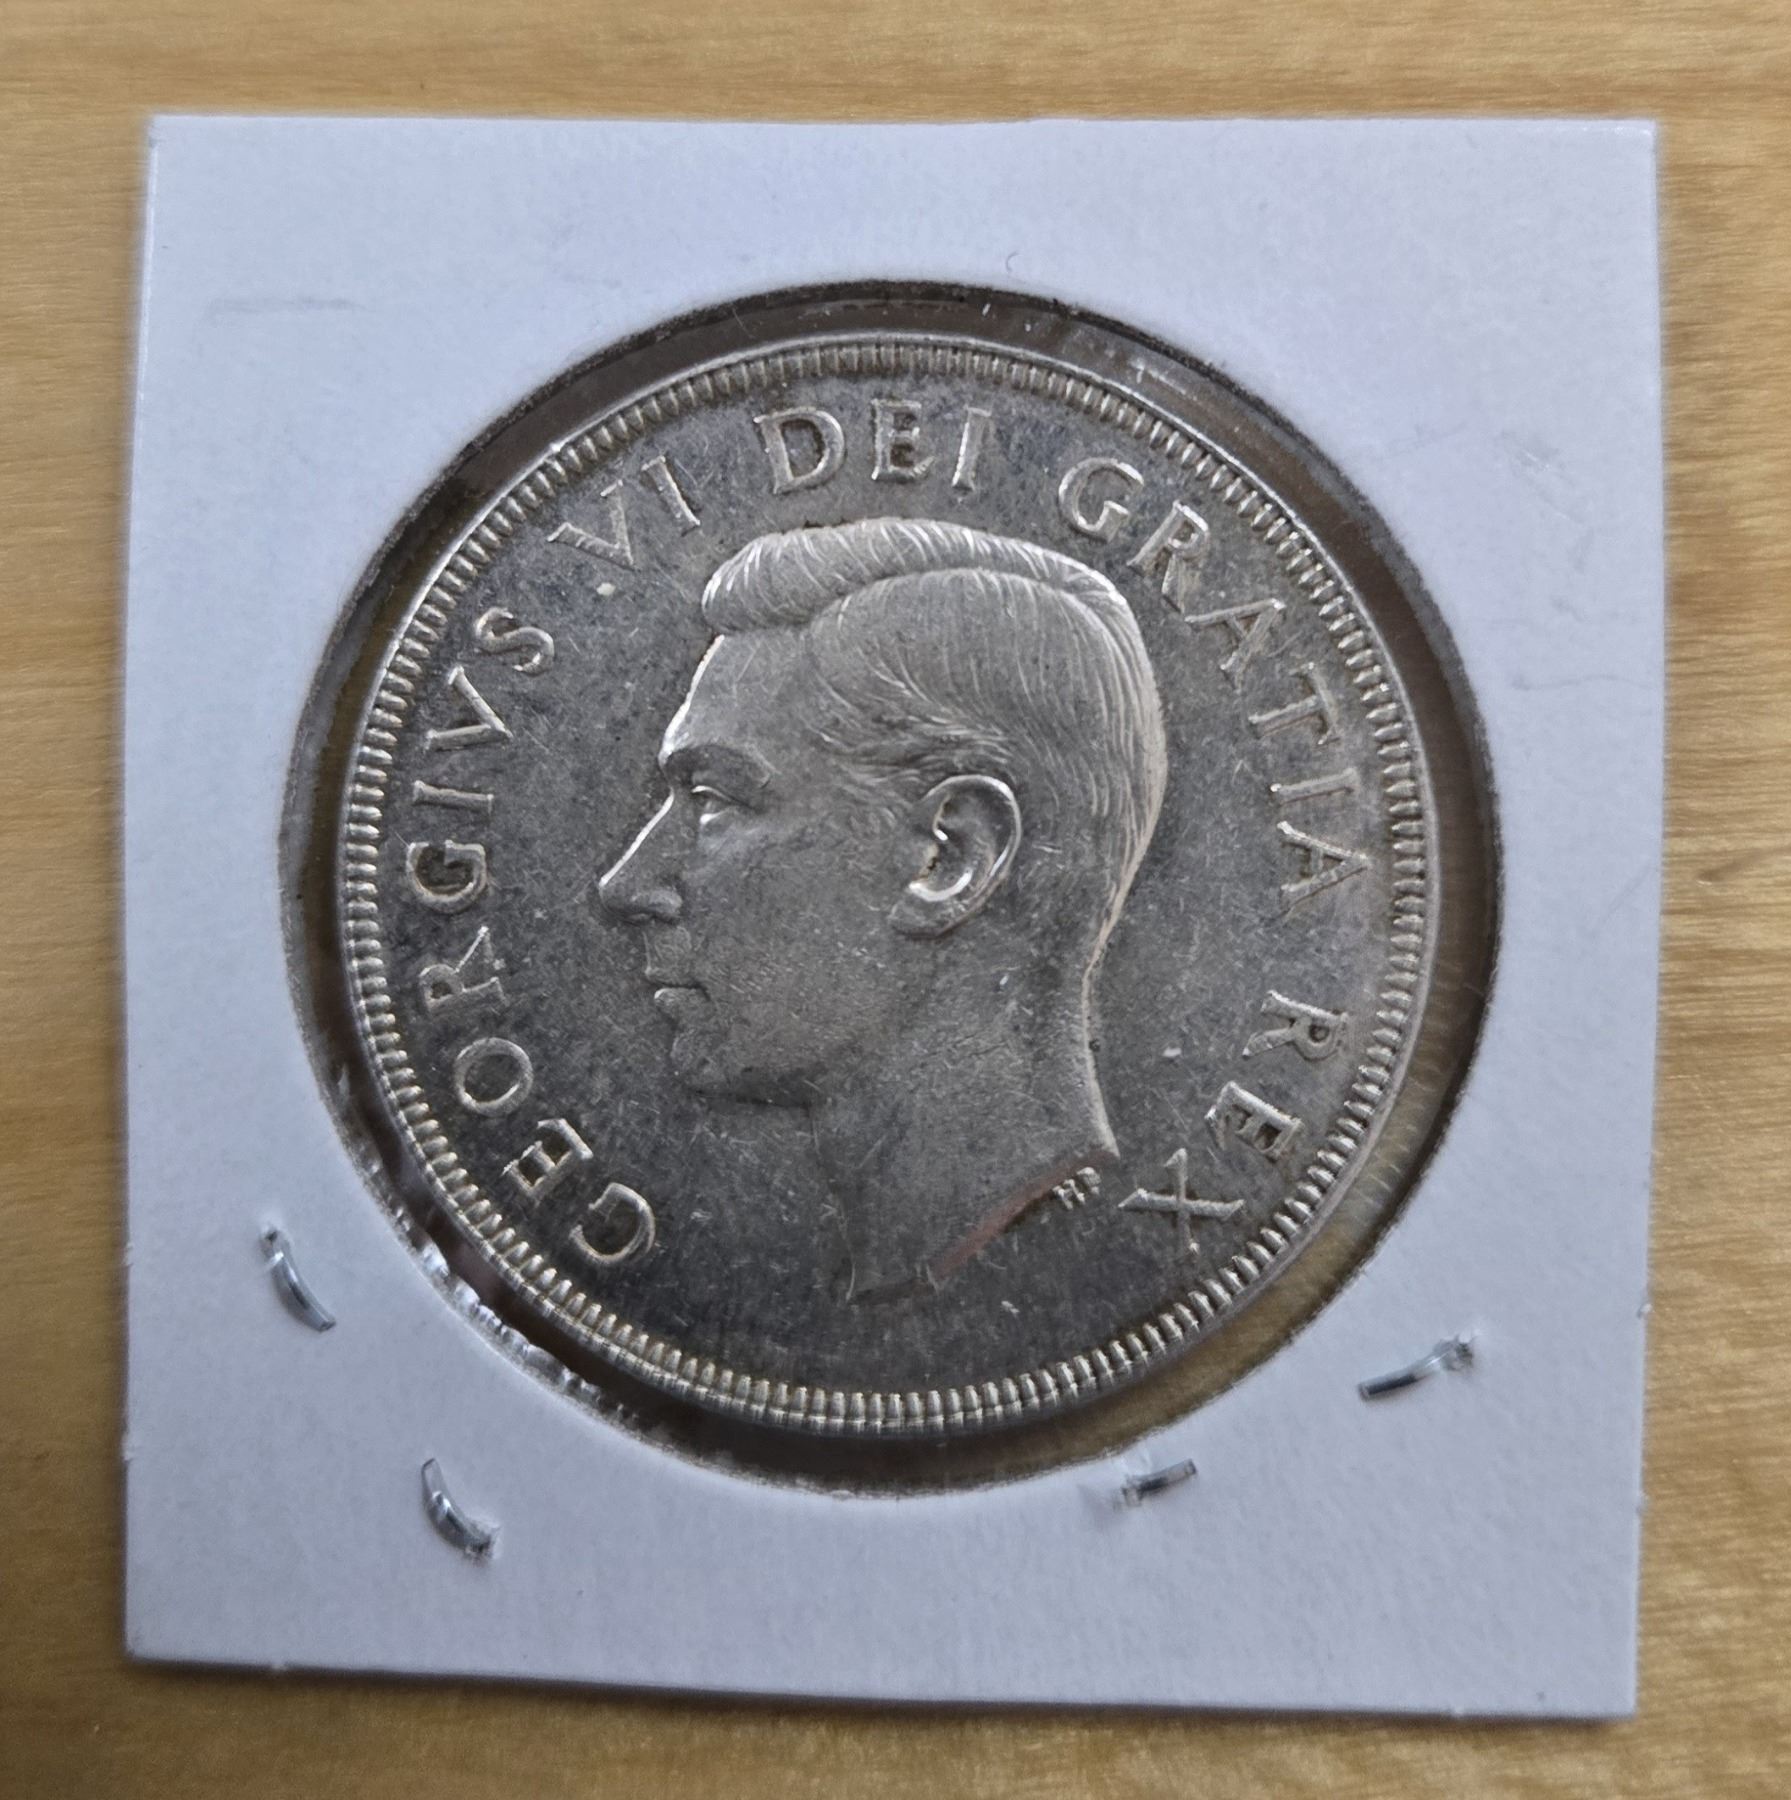 GEORGIVS VI DEI GRATIA REX
HP